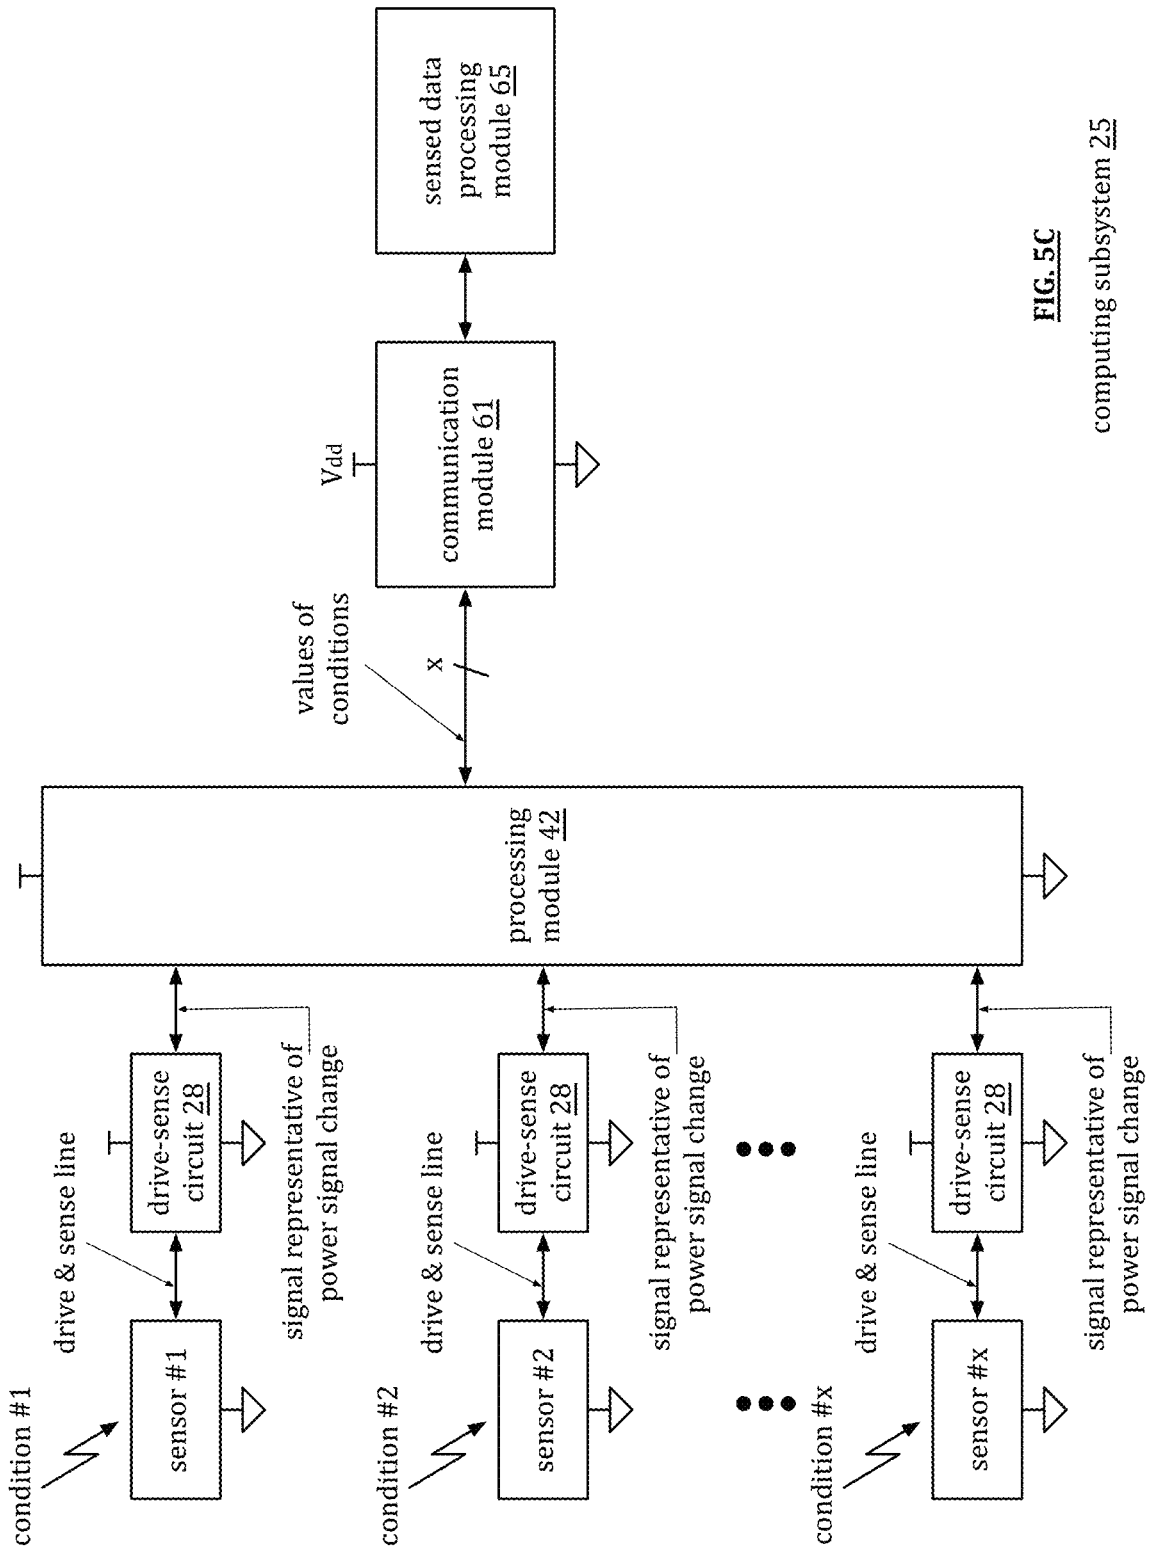 condition #1
drive & sense line
sensor #1
drive-sense
circuit 28
signal representative of
power signal change
condition #2
drive & sense line
sensor #2
drive-sense
circuit 28
signal representative of
power signal change
condition #x
drive & sense line
sensor #x
drive-sense
circuit 28
signal representative of
power signal change
processing
module 42
values of
conditions
x
Vdd
communication
module 61
sensed data
processing
module 65
FIG. 5C
computing subsystem 25